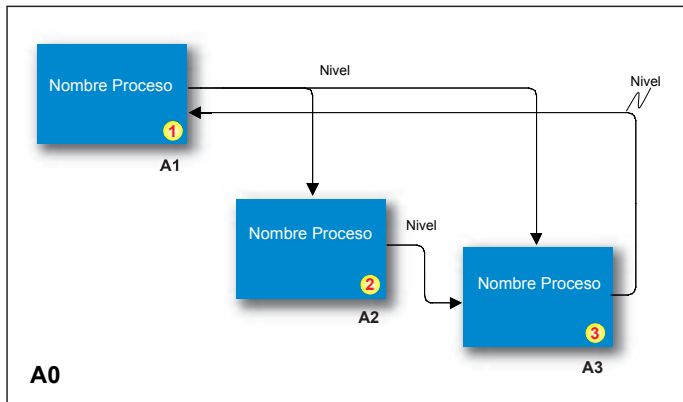 Nombre Proceso
1
A1
Nivel
Nivel
Nombre Proceso
2
A2
Nivel
Nombre Proceso
3
A3
A0